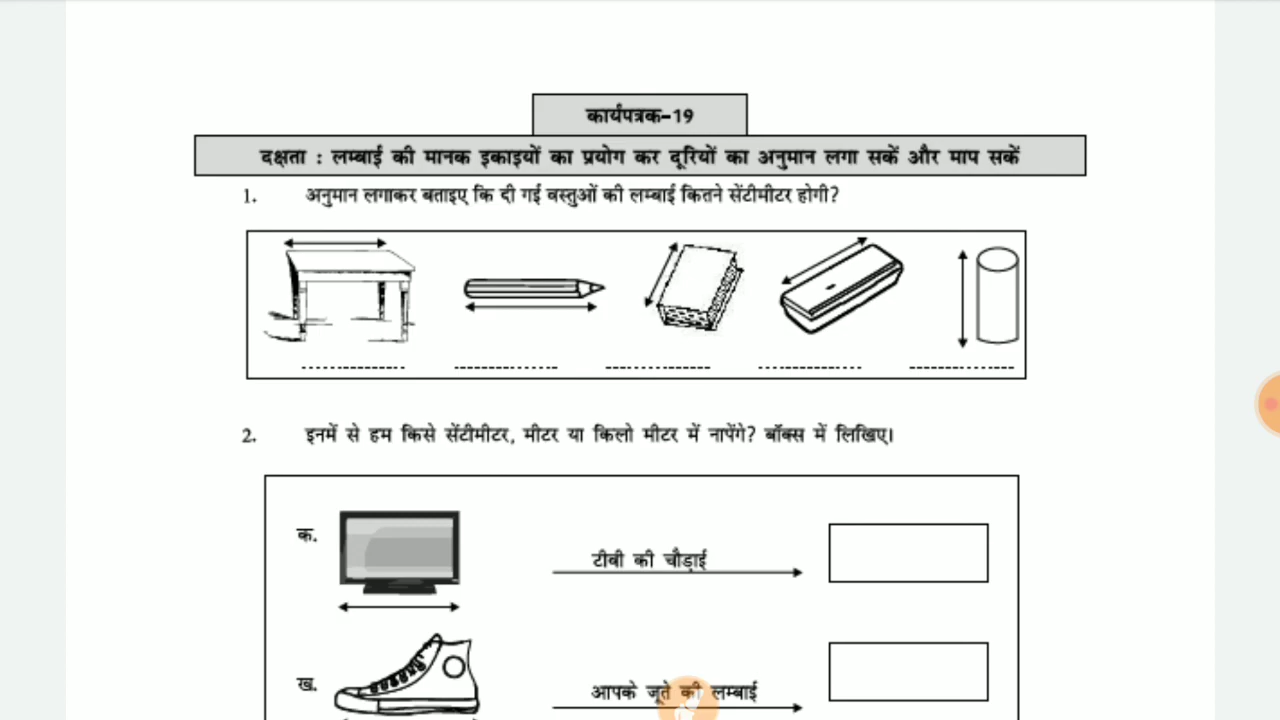 कार्यपत्रक-19
दक्षता : लम्बाई की मानक इकाइयों का प्रयोग कर दूरियों का अनुमान लगा सकें और माप सकें
1. अनुमान लगाकर बताइए कि दी गई वस्तुओं की लम्बाई कितने सेंटीमीटर होगी?
2. इनमें से हम किसे सेंटीमीटर, मीटर या किलो मीटर में नापेंगे? बॉक्स में लिखिए।
क. टीवी की चौड़ाई
ख. आपके जूते की लम्बाई